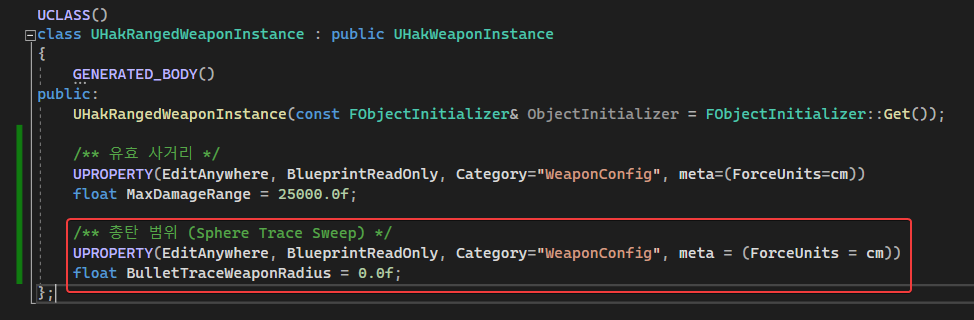 UCLASS()
class UHakRangedWeaponInstance : public UHakWeaponInstance
{
GENERATED_BODY()
public:
UHakRangedWeaponInstance(const FObjectInitializer& ObjectInitializer = FObjectInitializer::Get());
/** 유효 사거리 */
UPROPERTY(EditAnywhere, BlueprintReadOnly, Category="WeaponConfig", meta=(ForceUnits=cm))
float MaxDamageRange = 25000.0f;
/** 총탄 범위 (Sphere Trace Sweep) */
UPROPERTY(EditAnywhere, BlueprintReadOnly, Category="WeaponConfig", meta = (ForceUnits = cm))
float BulletTraceWeaponRadius = 0.0f;
};